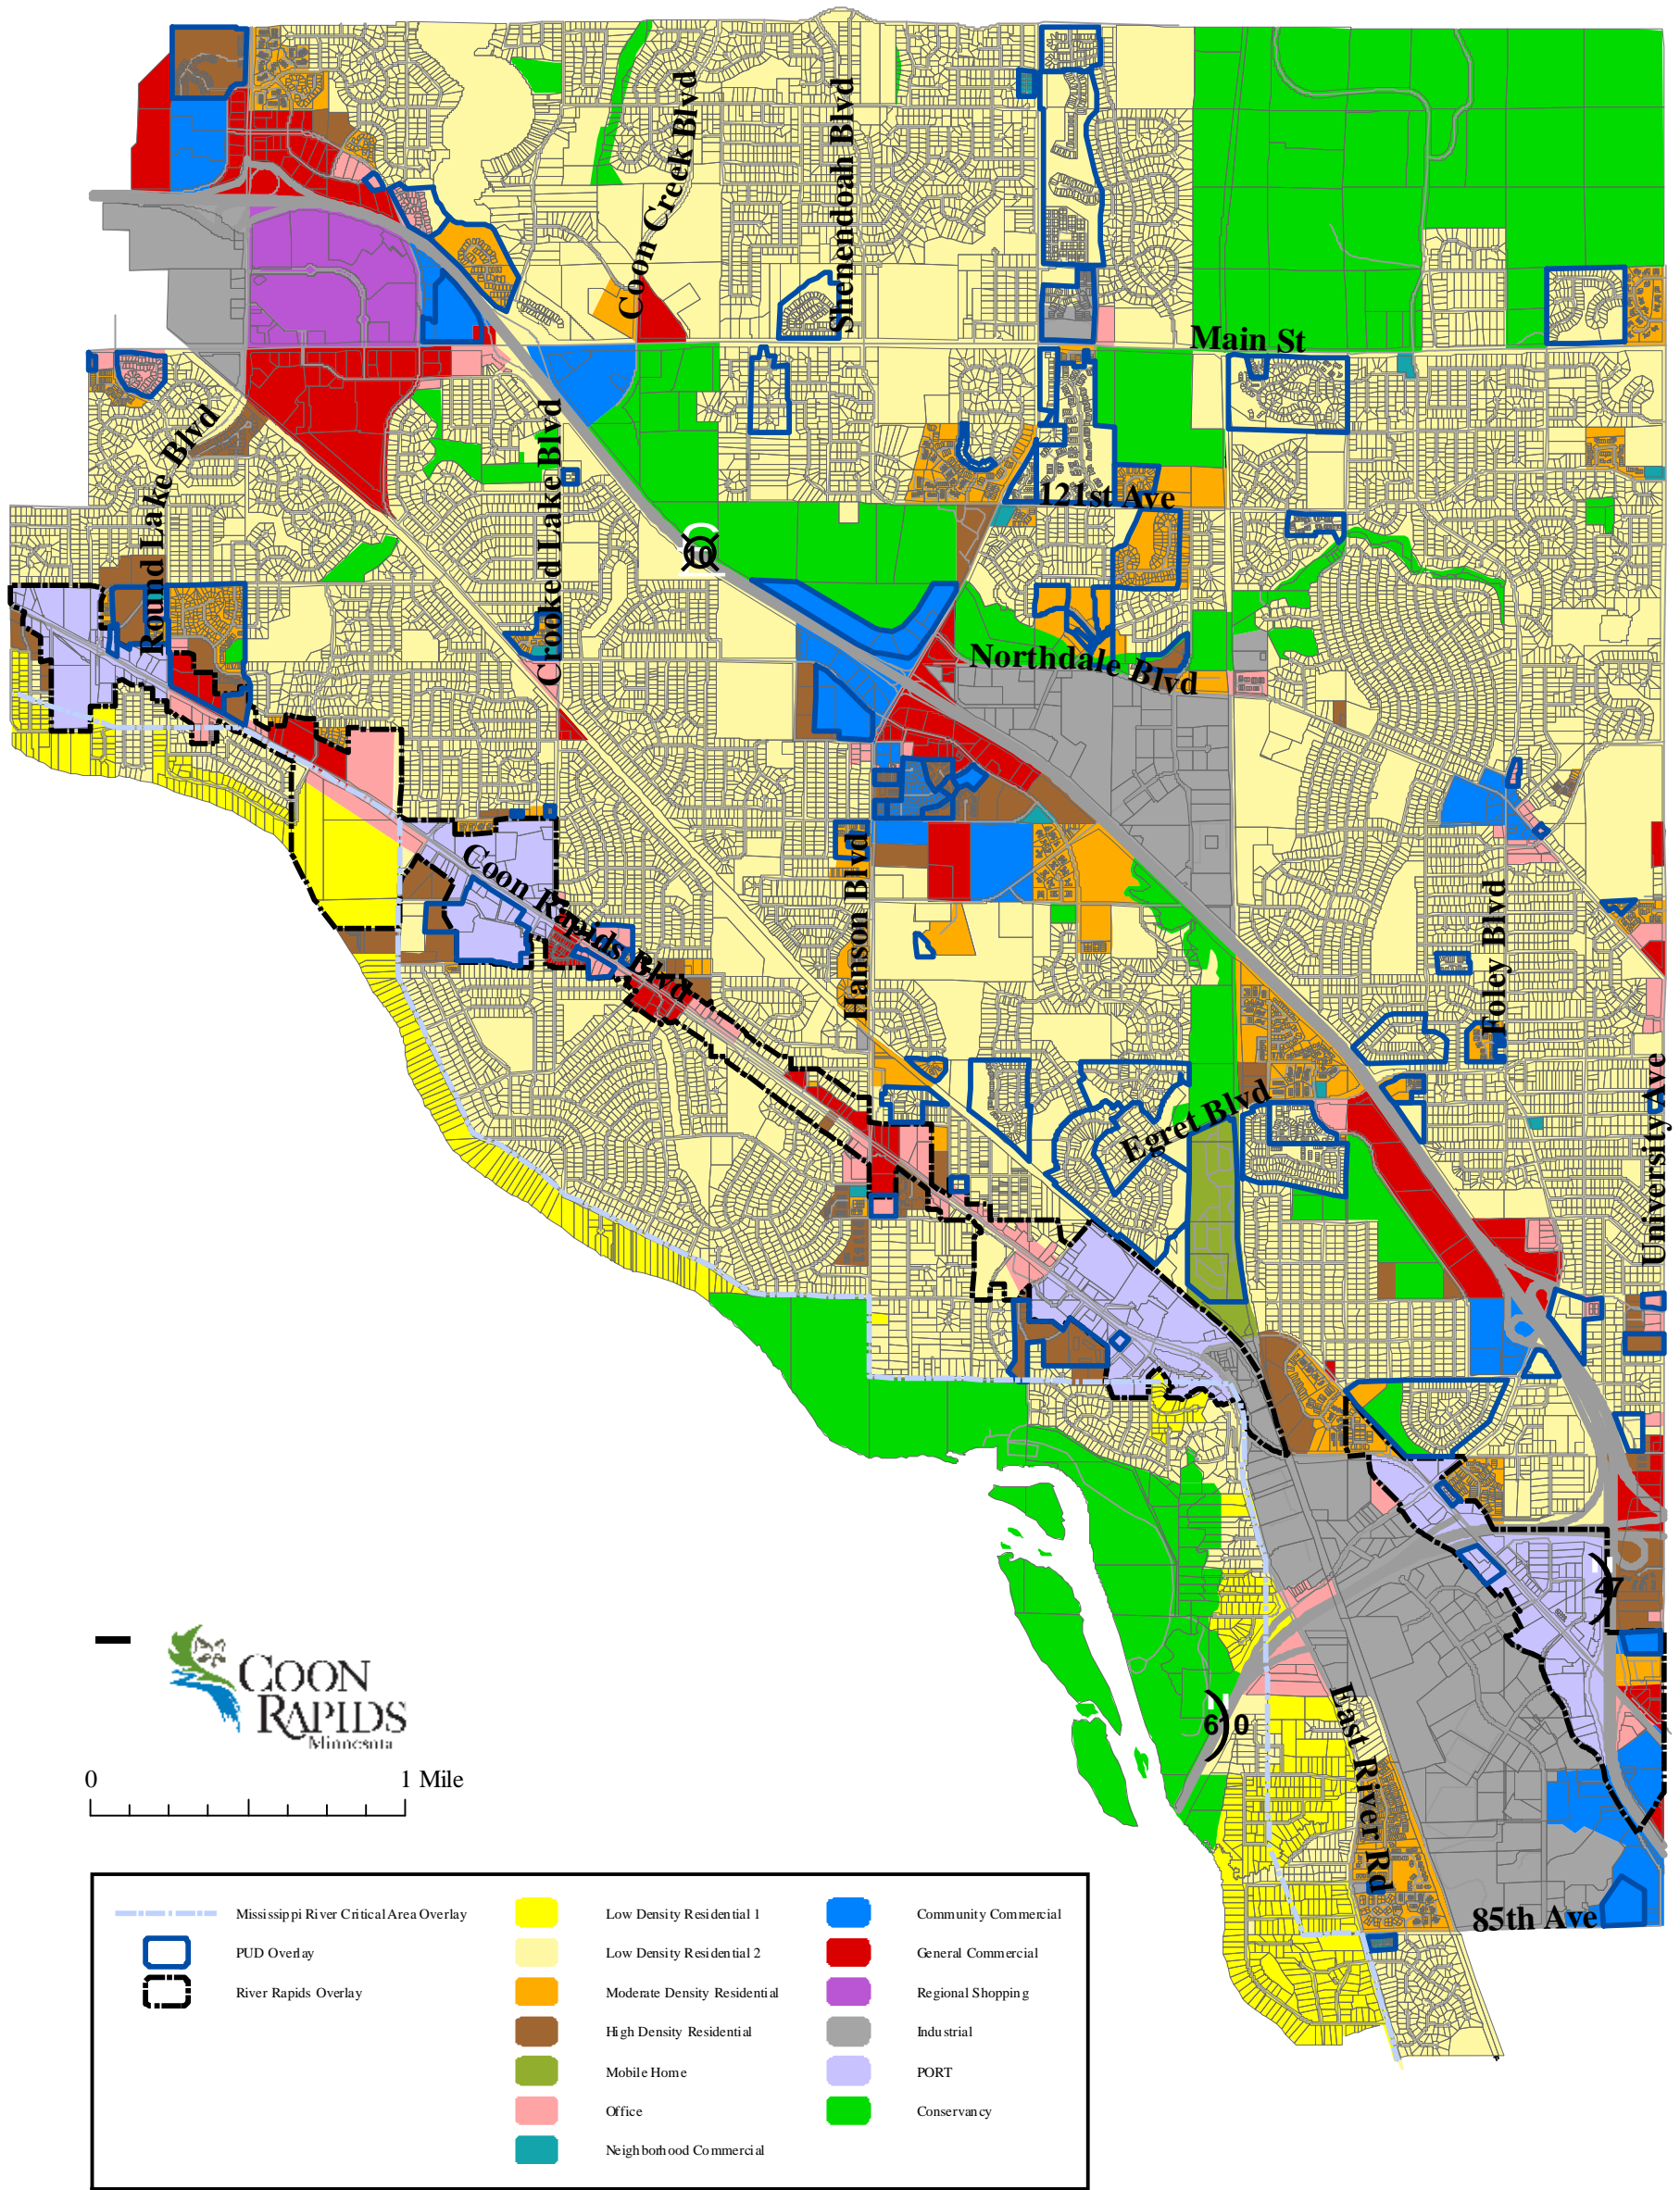 Coon Creek Blvd
Shenendoah Blvd
Main St
Round Lake Blvd
Crooked Lake Blvd
121st Ave
10
Northdale Blvd
Coon Rapids Blvd
Hanson Blvd
Foley Blvd
Egret Blvd
University Ave
47
610
East River Rd
85th Ave
COON
RAPIDS
Minnesota
0 1 Mile
Mississippi River Critical Area Overlay
PUD Overlay
River Rapids Overlay
Low Density Residential 1
Low Density Residential 2
Moderate Density Residential
High Density Residential
Mobile Home
Office
Neighborhood Commercial
Community Commercial
General Commercial
Regional Shopping
Industrial
PORT
Conservancy